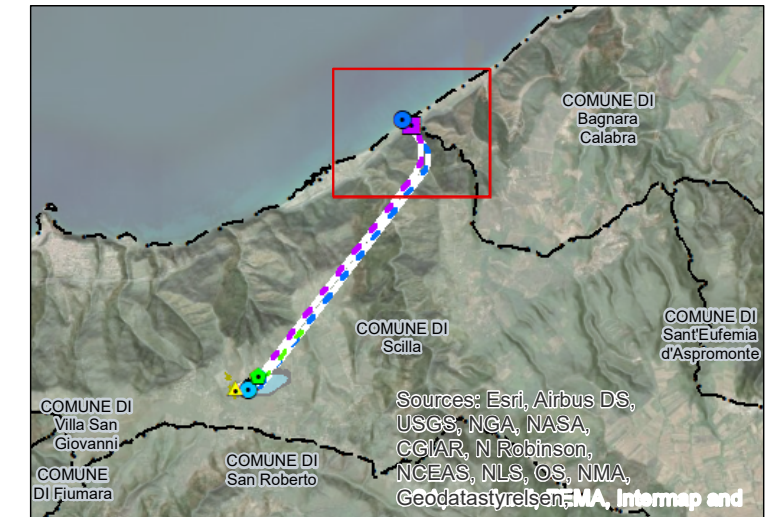 COMUNE DI
Bagnara
Calabra
COMUNE DI
Sant'Eufemia
d'Aspromonte
COMUNE DI
Scilla
COMUNE DI
Villa San
Giovanni
COMUNE DI
San Roberto
COMUNE
DI Fiumara
Sources: Esri, Airbus DS,
USGS, NGA, NASA,
CGIAR, N Robinson,
NCEAS, NLS, OS, NMA,
Geodatastyrelsen, Intermap and